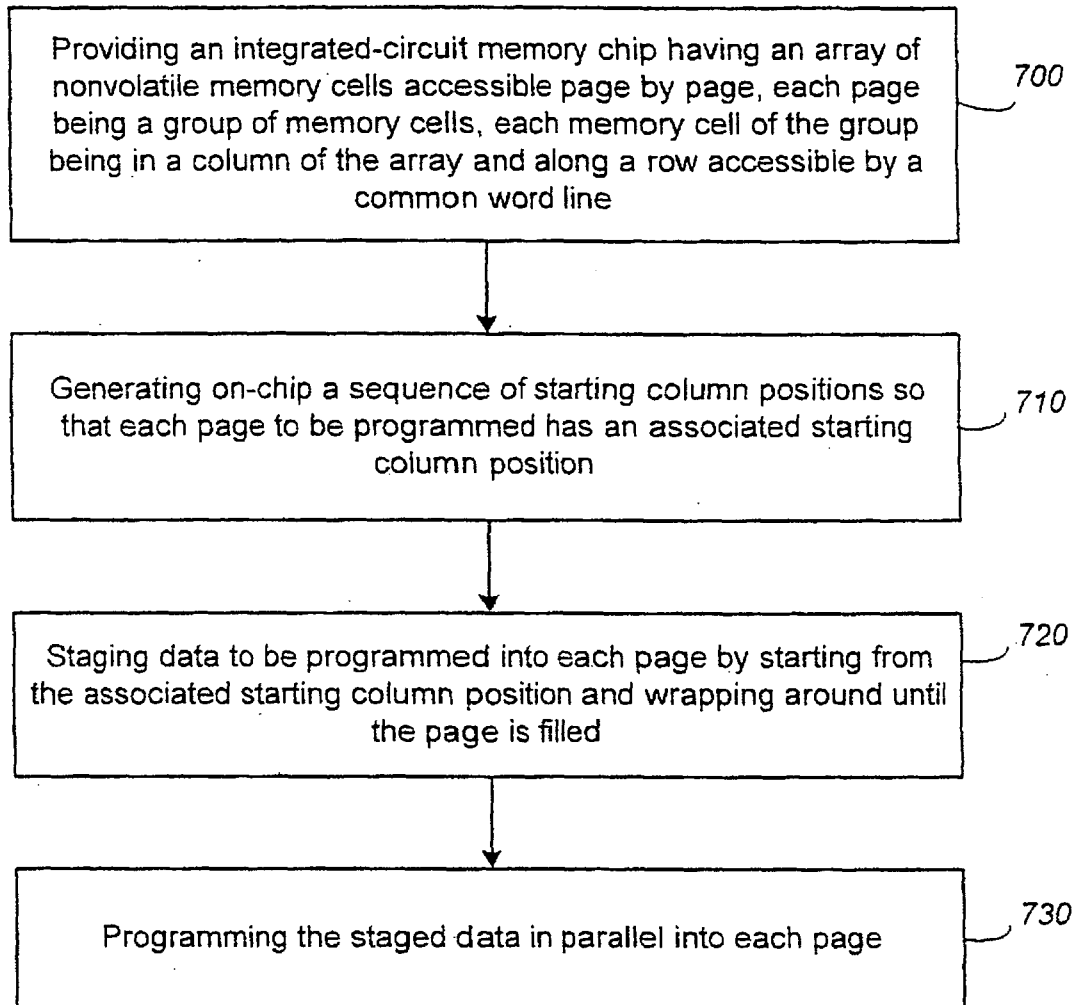 Providing an integrated-circuit memory chip having an array of
nonvolatile memory cells accessible page by page, each page
being a group of memory cells, each memory cell of the group
being in a column of the array and along a row accessible by a
common word line
700
Generating on-chip a sequence of starting column positions so
that each page to be programmed has an associated starting
column position
710
Staging data to be programmed into each page by starting from
the associated starting column position and wrapping around until
the page is filled
720
Programming the staged data in parallel into each page
730